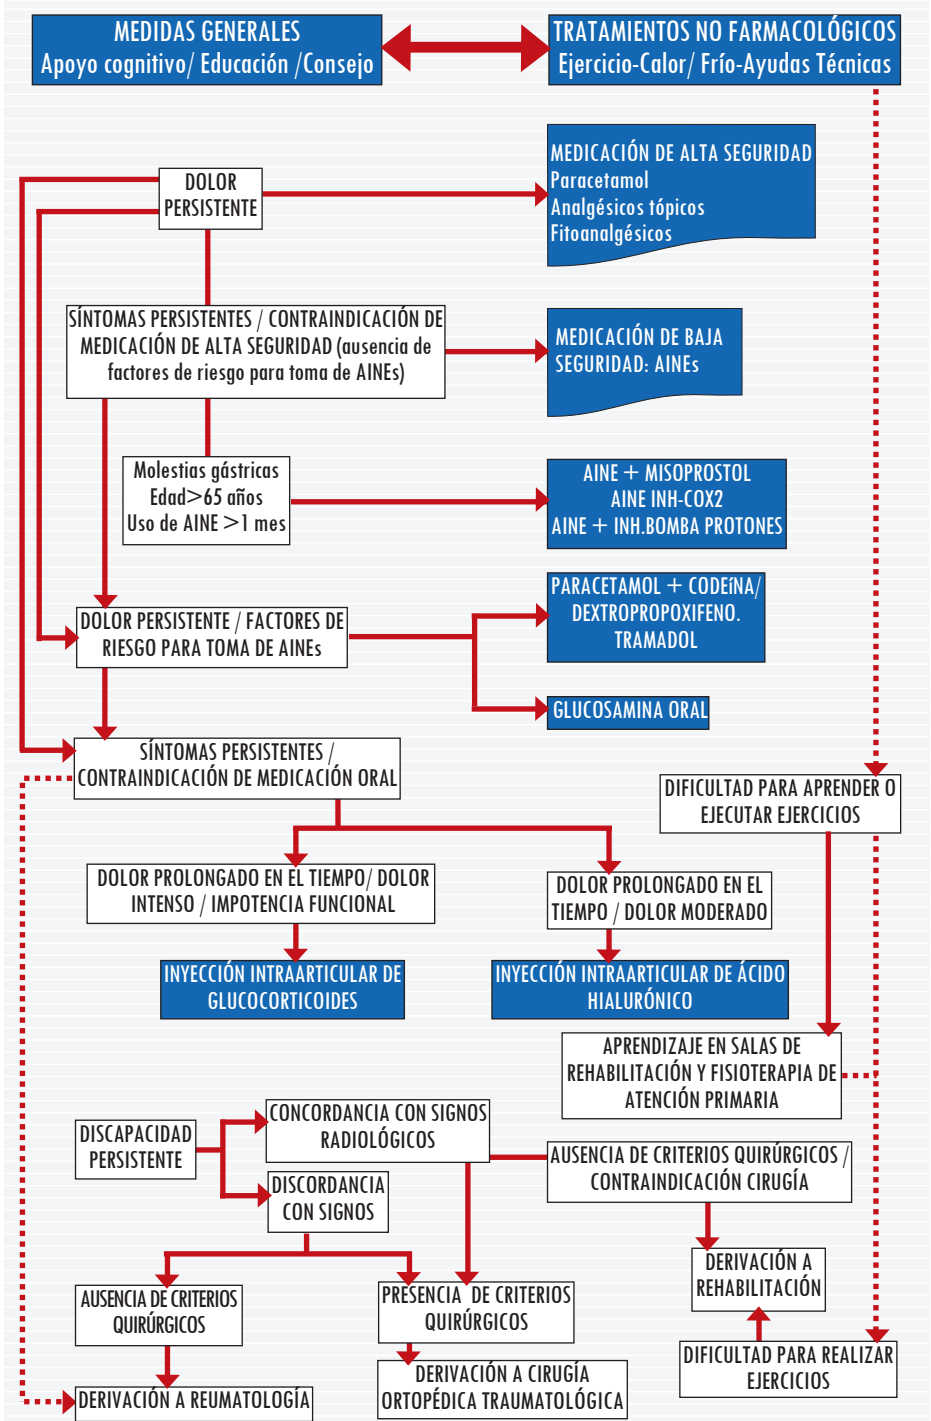 MEDIDAS GENERALES
Apoyo cognitivo/ Educación /Consejo
TRATAMIENTOS NO FARMACOLÓGICOS
Ejercicio-Calor/ Frío-Ayudas Técnicas
DOLOR
PERSISTENTE
MEDICACIÓN DE ALTA SEGURIDAD
Paracetamol
Analgésicos tópicos
Fitoanalgésicos
SÍNTOMAS PERSISTENTES / CONTRAINDICACIÓN DE
MEDICACIÓN DE ALTA SEGURIDAD (ausencia de
factores de riesgo para toma de AINEs)
MEDICACIÓN DE BAJA
SEGURIDAD: AINEs
Molestias gástricas
Edad>65 años
Uso de AINE >1 mes
AINE + MISOPROSTOL
AINE INH-COX2
AINE + INH.BOMBA PROTONES
DOLOR PERSISTENTE / FACTORES DE
RIESGO PARA TOMA DE AINEs
PARACETAMOL + CODEíNA/
DEXTROPROPOXIFENO.
TRAMADOL
GLUCOSAMINA ORAL
SÍNTOMAS PERSISTENTES /
CONTRAINDICACIÓN DE MEDICACIÓN ORAL
DIFICULTAD PARA APRENDER O
EJECUTAR EJERCICIOS
DOLOR PROLONGADO EN EL TIEMPO/ DOLOR
INTENSO / IMPOTENCIA FUNCIONAL
DOLOR PROLONGADO EN EL
TIEMPO / DOLOR MODERADO
INYECCIÓN INTRAARTICULAR DE
GLUCOCORTICOIDES
INYECCIÓN INTRAARTICULAR DE ÁCIDO
HIALURÓNICO
APRENDIZAJE EN SALAS DE
REHABILITACIÓN Y FISIOTERAPIA DE
ATENCIÓN PRIMARIA
DISCAPACIDAD
PERSISTENTE
CONCORDANCIA CON SIGNOS
RADIOLÓGICOS
DISCORDANCIA
CON SIGNOS
AUSENCIA DE CRITERIOS QUIRÚRGICOS /
CONTRAINDICACIÓN CIRUGÍA
DERIVACIÓN A
REHABILITACIÓN
AUSENCIA DE CRITERIOS
QUIRÚRGICOS
PRESENCIA DE CRITERIOS
QUIRÚRGICOS
DIFICULTAD PARA REALIZAR
EJERCICIOS
DERIVACIÓN A REUMATOLOGÍA
DERIVACIÓN A CIRUGÍA
ORTOPÉDICA TRAUMATOLÓGICA